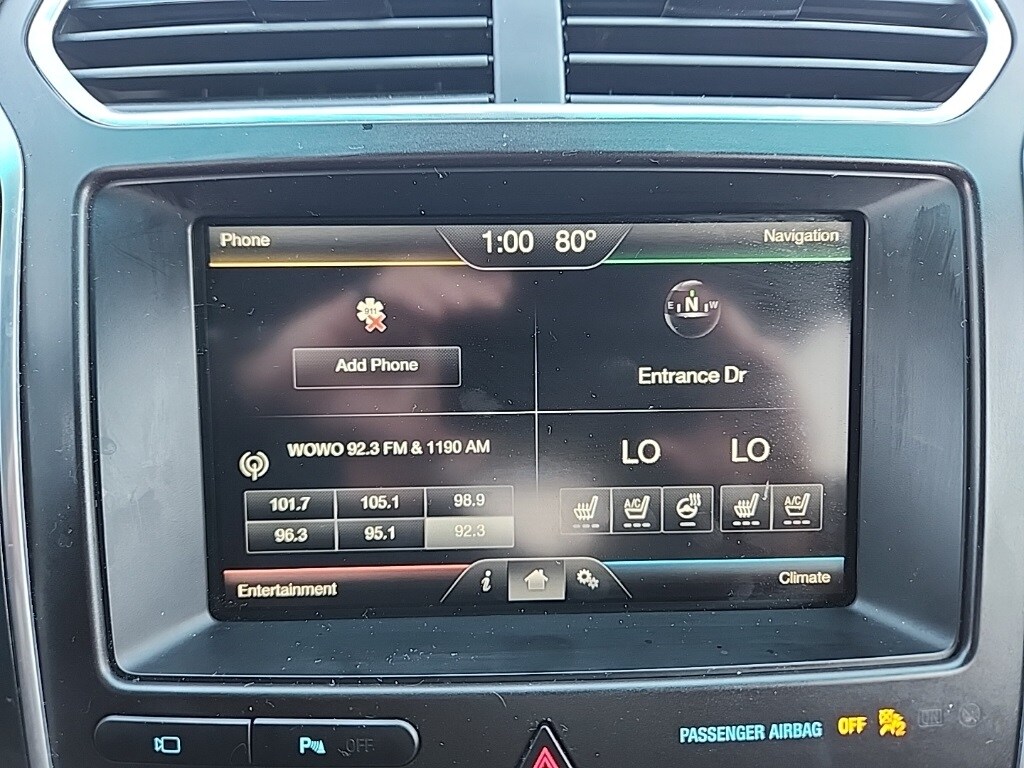 Phone 1:00 80° Navigation
911
E N W
Add Phone
Entrance Dr
WOWO 92.3 FM & 1190 AM
LO LO
101.7 105.1 98.9
96.3 95.1 92.3
A/C A/C
Entertainment i Climate
P OFF
PASSENGER AIRBAG OFF ON